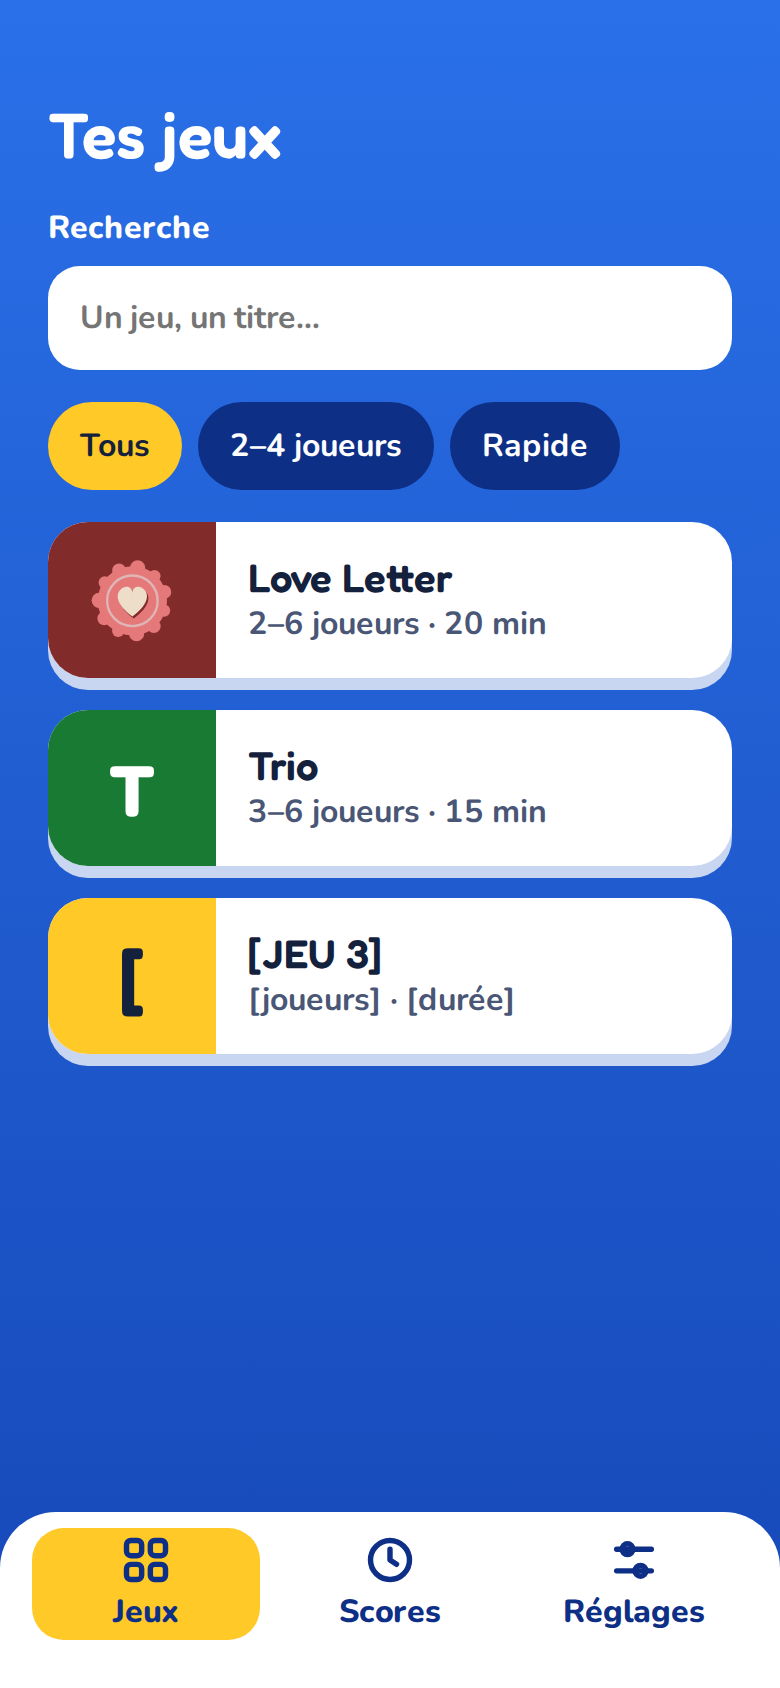 Tes jeux
Recherche
Un jeu, un titre...
Tous
2–4 joueurs
Rapide
Love Letter
2–6 joueurs · 20 min
T
Trio
3–6 joueurs · 15 min
[
[JEU 3]
[joueurs] · [durée]
Jeux
Scores
Réglages